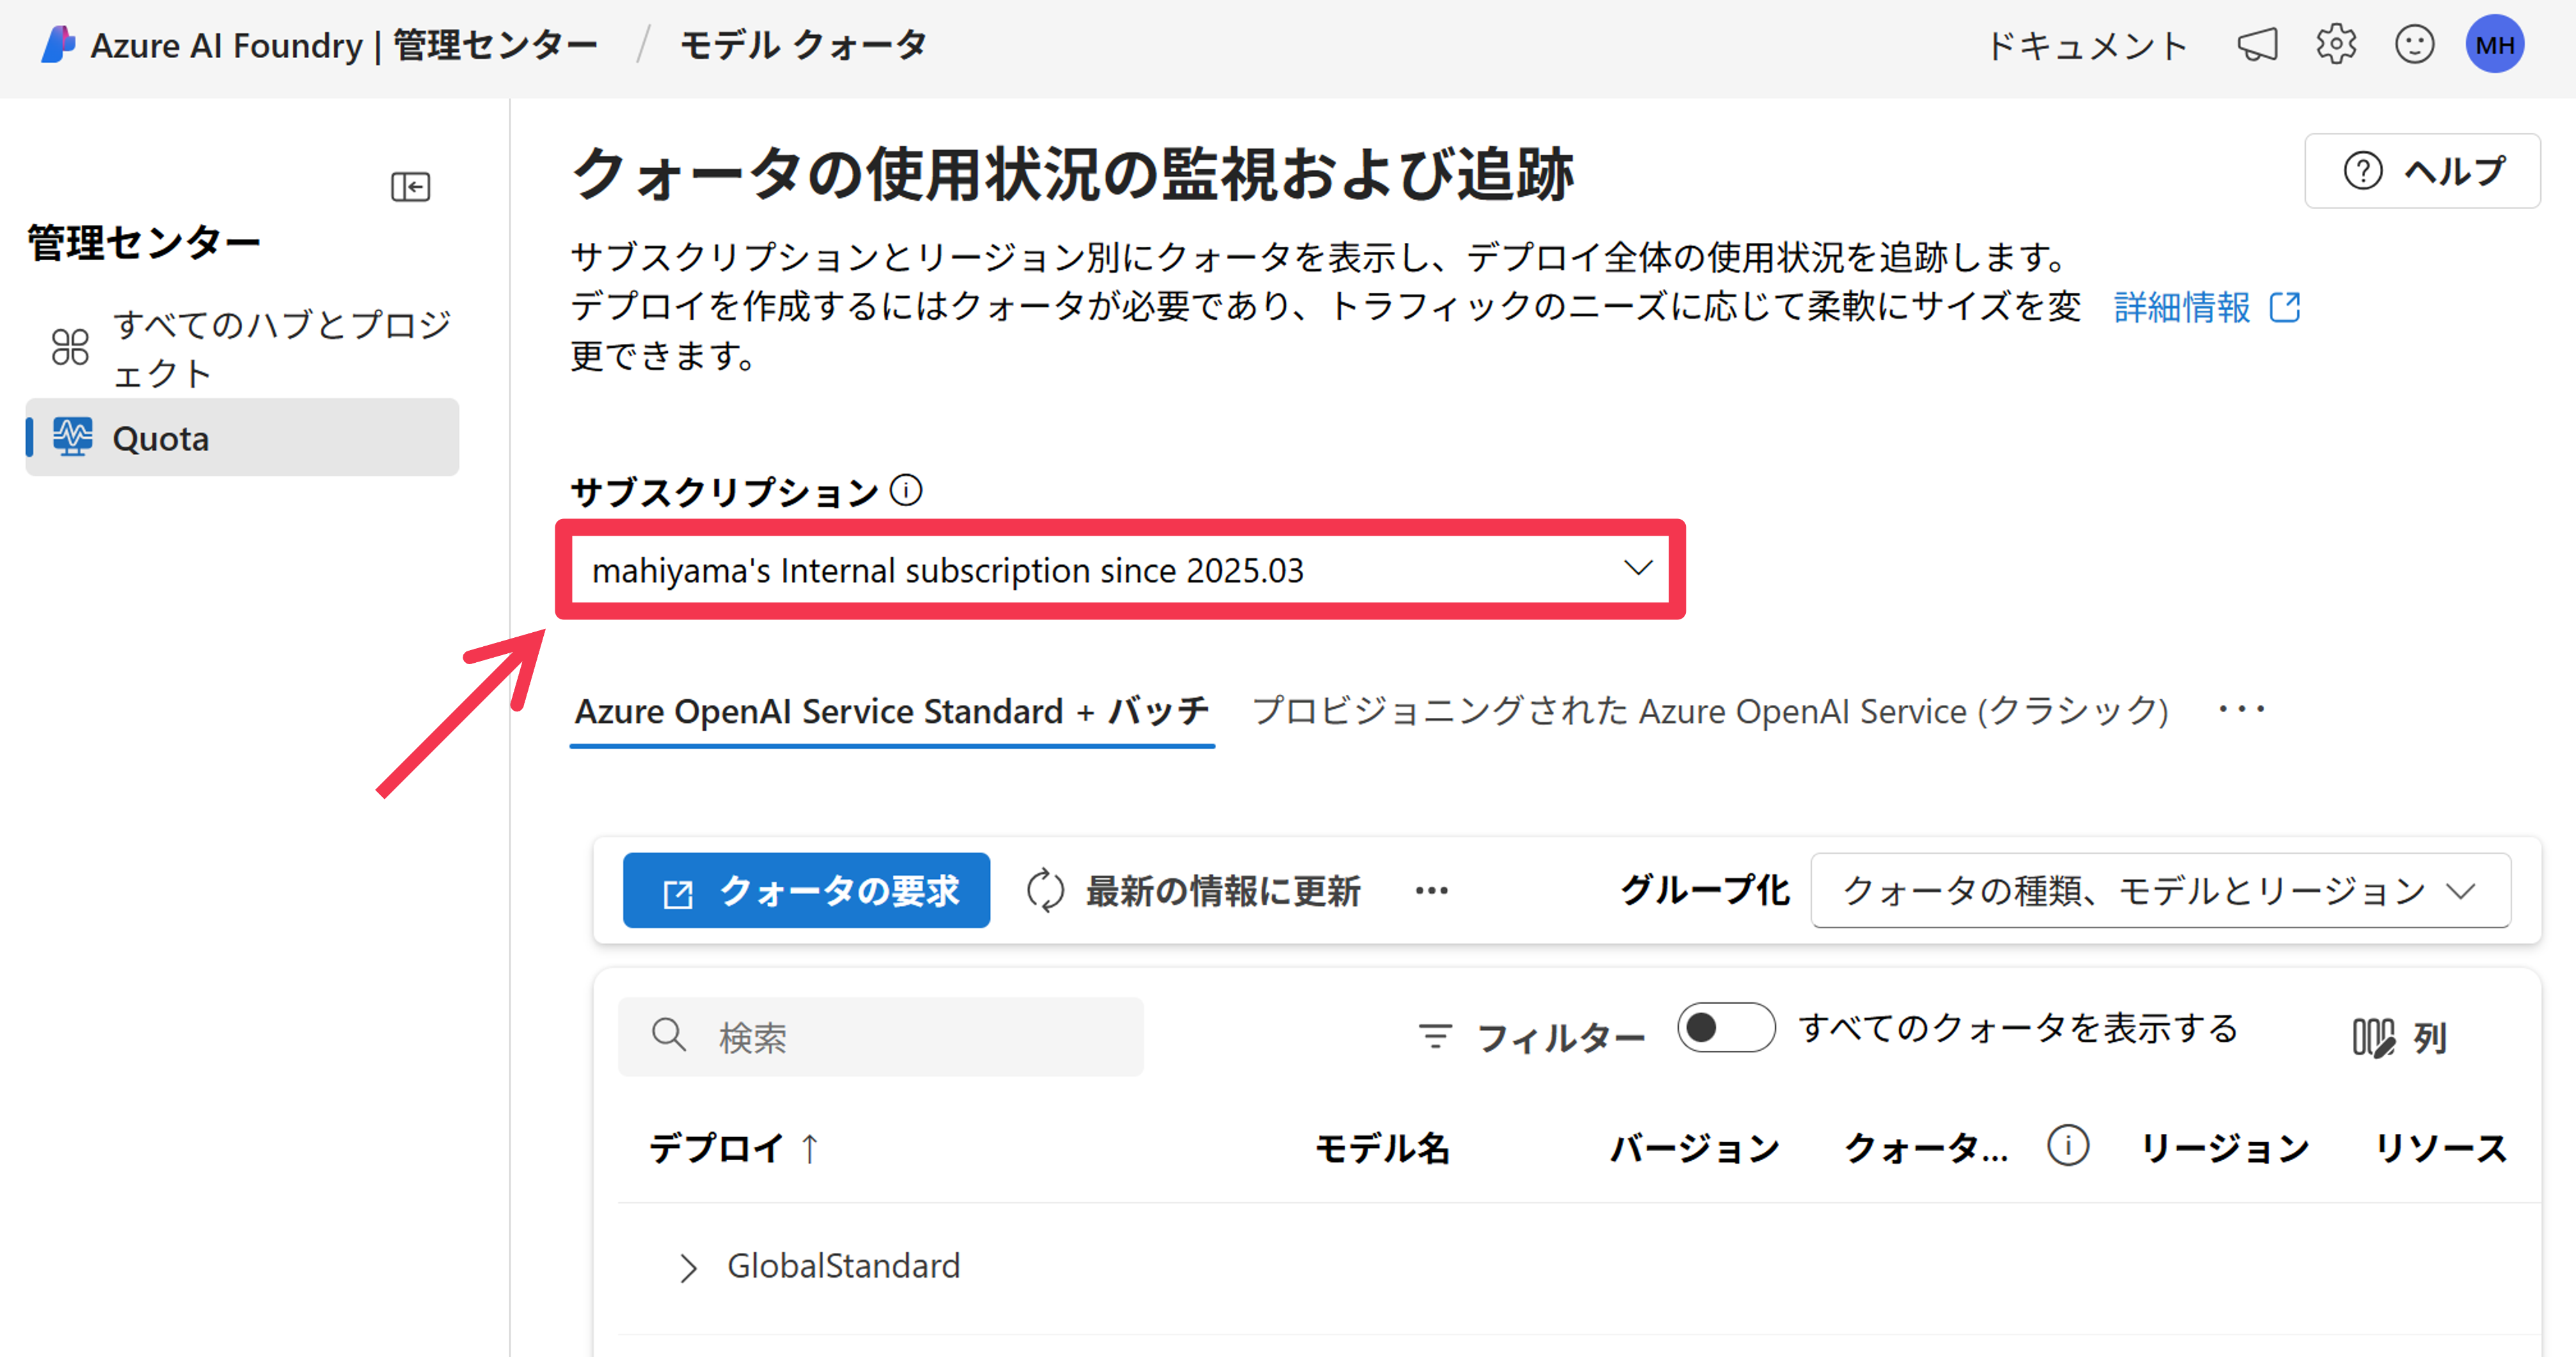 Azure AI Foundry | 管理センター / モデル クォータ
ドキュメント
MH
管理センター
すべてのハブとプロジ
ェクト
Quota
クォータの使用状況の監視および追跡
ヘルプ
サブスクリプションとリージョン別にクォータを表示し、デプロイ全体の使用状況を追跡します。
デプロイを作成するにはクォータが必要であり、トラフィックのニーズに応じて柔軟にサイズを変
更できます。
詳細情報
サブスクリプション
mahiyama's Internal subscription since 2025.03
Azure OpenAI Service Standard + バッチ
プロビジョニングされた Azure OpenAI Service (クラシック)
クォータの要求
最新の情報に更新
グループ化
クォータの種類、モデルとリージョン
検索
フィルター
すべてのクォータを表示する
列
デプロイ ↑
モデル名
バージョン
クォータ...
リージョン
リソース
GlobalStandard